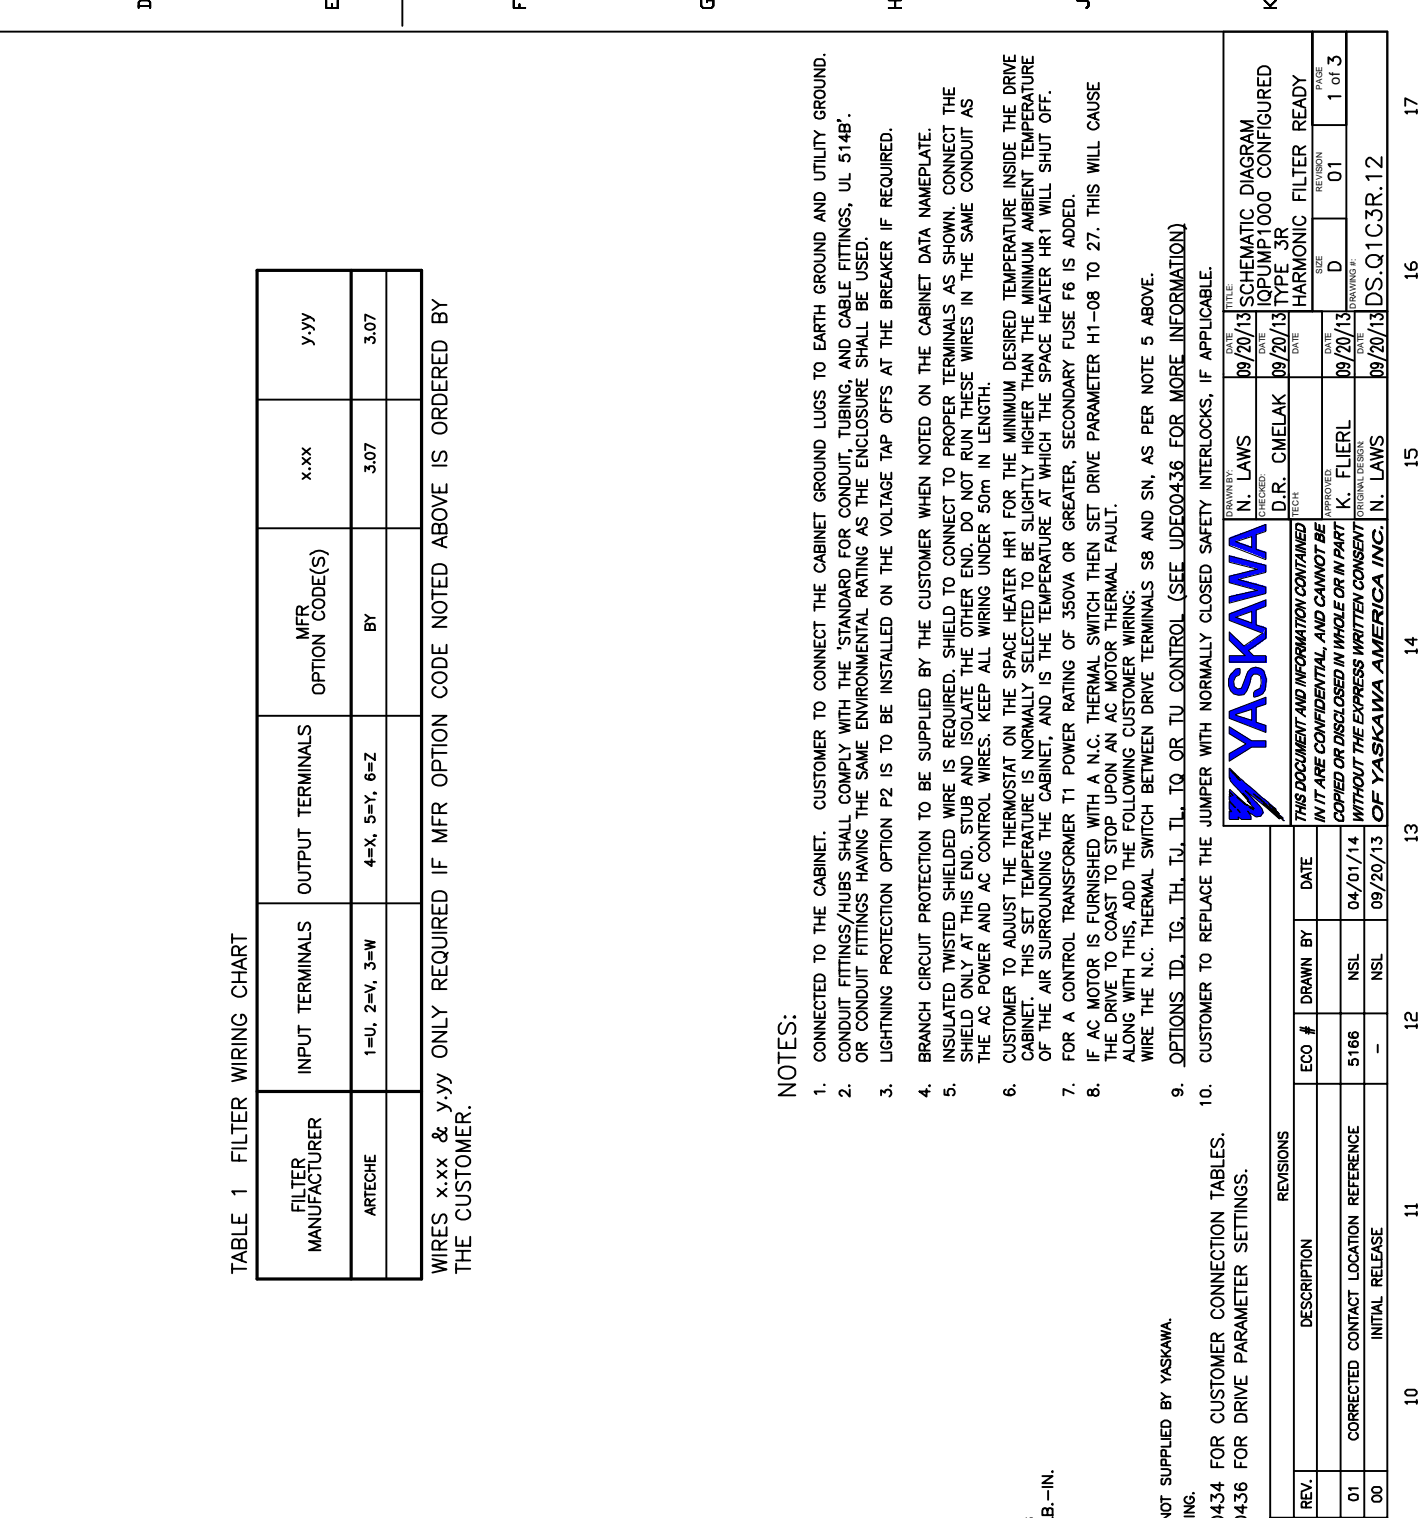 D
E
F
G
H
J
K
TABLE 1 FILTER WIRING CHART
FILTER MANUFACTURER
INPUT TERMINALS
OUTPUT TERMINALS
MFR OPTION CODE(S)
x.xx
y.yy
ARTECHE
1=U, 2=V, 3=W
4=X, 5=Y, 6=Z
BY
3.07
3.07
WIRES x.xx & y.yy ONLY REQUIRED IF MFR OPTION CODE NOTED ABOVE IS ORDERED BY
THE CUSTOMER.
NOTES:
1. CONNECTED TO THE CABINET. CUSTOMER TO CONNECT THE CABINET GROUND LUGS TO EARTH GROUND AND UTILITY GROUND.
2. CONDUIT FITTINGS/HUBS SHALL COMPLY WITH THE 'STANDARD FOR CONDUIT, TUBING, AND CABLE FITTINGS, UL 514B'.
OR CONDUIT FITTINGS HAVING THE SAME ENVIRONMENTAL RATING AS THE ENCLOSURE SHALL BE USED.
3. LIGHTNING PROTECTION OPTION P2 IS TO BE INSTALLED ON THE VOLTAGE TAP OFFS AT THE BREAKER IF REQUIRED.
4. BRANCH CIRCUIT PROTECTION TO BE SUPPLIED BY THE CUSTOMER WHEN NOTED ON THE CABINET DATA NAMEPLATE.
5. INSULATED TWISTED SHIELDED WIRE IS REQUIRED. SHIELD TO CONNECT TO PROPER TERMINALS AS SHOWN. CONNECT THE
SHIELD ONLY AT THIS END. STUB AND ISOLATE THE OTHER END. DO NOT RUN THESE WIRES IN THE SAME CONDUIT AS
THE AC POWER AND AC CONTROL WIRES. KEEP ALL WIRING UNDER 50m IN LENGTH.
6. CUSTOMER TO ADJUST THE THERMOSTAT ON THE SPACE HEATER HR1 FOR THE MINIMUM DESIRED TEMPERATURE INSIDE THE DRIVE
CABINET. THIS SET TEMPERATURE IS NORMALLY SELECTED TO BE SLIGHTLY HIGHER THAN THE MINIMUM AMBIENT TEMPERATURE
OF THE AIR SURROUNDING THE CABINET, AND IS THE TEMPERATURE AT WHICH THE SPACE HEATER HR1 WILL SHUT OFF.
7. FOR A CONTROL TRANSFORMER T1 POWER RATING OF 350VA OR GREATER, SECONDARY FUSE F6 IS ADDED.
8. IF AC MOTOR IS FURNISHED WITH A N.C. THERMAL SWITCH THEN SET DRIVE PARAMETER H1-08 TO 27. THIS WILL CAUSE
THE DRIVE TO COAST TO STOP UPON AN AC MOTOR THERMAL FAULT.
ALONG WITH THIS, ADD THE FOLLOWING CUSTOMER WIRING:
WIRE THE N.C. THERMAL SWITCH BETWEEN DRIVE TERMINALS S8 AND SN, AS PER NOTE 5 ABOVE.
9. OPTIONS TD, TG, TH, TJ, TL, TQ OR TU CONTROL (SEE UDE00436 FOR MORE INFORMATION)
10. CUSTOMER TO REPLACE THE JUMPER WITH NORMALLY CLOSED SAFETY INTERLOCKS, IF APPLICABLE.
B.-IN.
NOT SUPPLIED BY YASKAWA.
ING.
0434 FOR CUSTOMER CONNECTION TABLES.
0436 FOR DRIVE PARAMETER SETTINGS.
REVISIONS
REV.
DESCRIPTION
ECO #
DRAWN BY
DATE
01
CORRECTED CONTACT LOCATION REFERENCE
5166
NSL
04/01/14
00
INITIAL RELEASE
-
NSL
09/20/13
YASKAWA
THIS DOCUMENT AND INFORMATION CONTAINED
IN IT ARE CONFIDENTIAL, AND CANNOT BE
COPIED OR DISCLOSED IN WHOLE OR IN PART
WITHOUT THE EXPRESS WRITTEN CONSENT
OF YASKAWA AMERICA INC.
DRAWN BY:
N. LAWS
DATE
09/20/13
CHECKED:
D.R. CMELAK
DATE
09/20/13
TECH:
DATE
APPROVED:
K. FLIERL
DATE
09/20/13
ORIGINAL DESIGN:
N. LAWS
DATE
09/20/13
TITLE:
SCHEMATIC DIAGRAM
IQPUMP1000 CONFIGURED
TYPE 3R
HARMONIC FILTER READY
SIZE
D
REVISION
01
PAGE
1 of 3
DRAWING #:
DS.Q1C3R.12
10
11
12
13
14
15
16
17